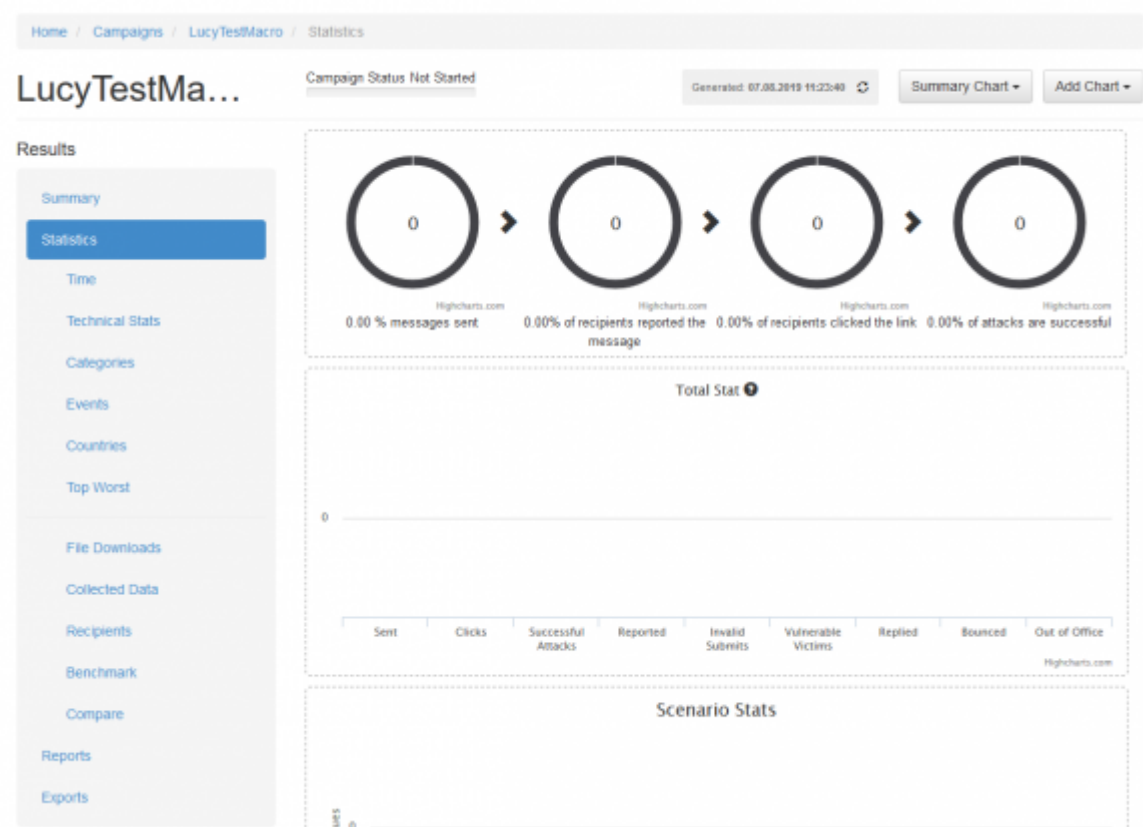 Home / Campaigns / LucyTestMacro / Statistics
LucyTestMa...
Campaign Status Not Started
Generated: 07.08.2019 11:23:40
Summary Chart
Add Chart
Results
Summary
Statistics
Time
Technical Stats
Categories
Events
Countries
Top Worst
File Downloads
Collected Data
Recipients
Benchmark
Compare
Reports
Exports
0
0
0
0
Highcharts.com
Highcharts.com
Highcharts.com
Highcharts.com
0.00 % messages sent
0.00% of recipients reported the
message
0.00% of recipients clicked the link
0.00% of attacks are successful
Total Stat
0
Sent
Clicks
Successful
Attacks
Reported
Invalid
Submits
Vulnerable
Victims
Replied
Bounced
Out of Office
Highcharts.com
Scenario Stats